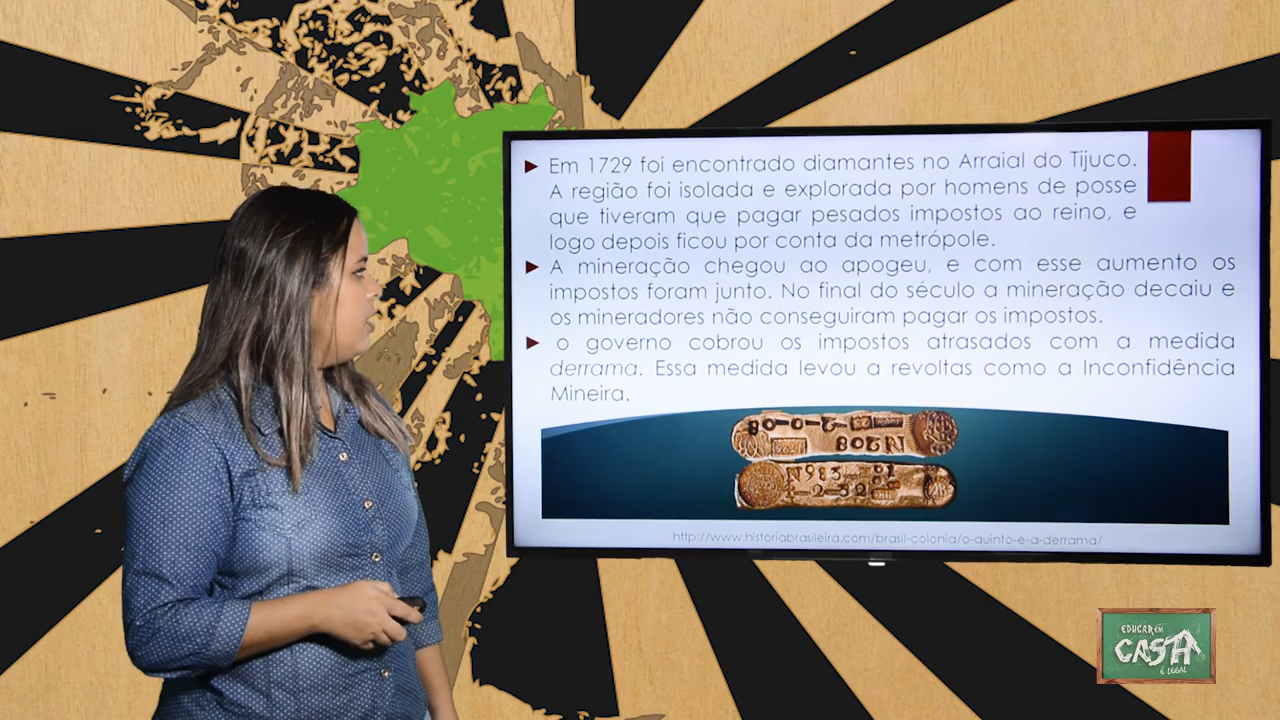 Em 1729 foi encontrado diamantes no Arraial do Tijuco.
A região foi isolada e explorada por homens de posse
que tiveram que pagar pesados impostos ao reino, e
logo depois ficou por conta da metrópole.
A mineração chegou ao apogeu, e com esse aumento os
impostos foram junto. No final do século a mineração decaiu e
os mineradores não conseguiram pagar os impostos.
o governo cobrou os impostos atrasados com a medida
derrama. Essa medida levou a revoltas como a Inconfidência
Mineira.
N208
N983
http://www.historiabrasileira.com/brasil-colonia/o-quinto-e-a-derrama/
EDUCAR EM
CASA
É LEGAL